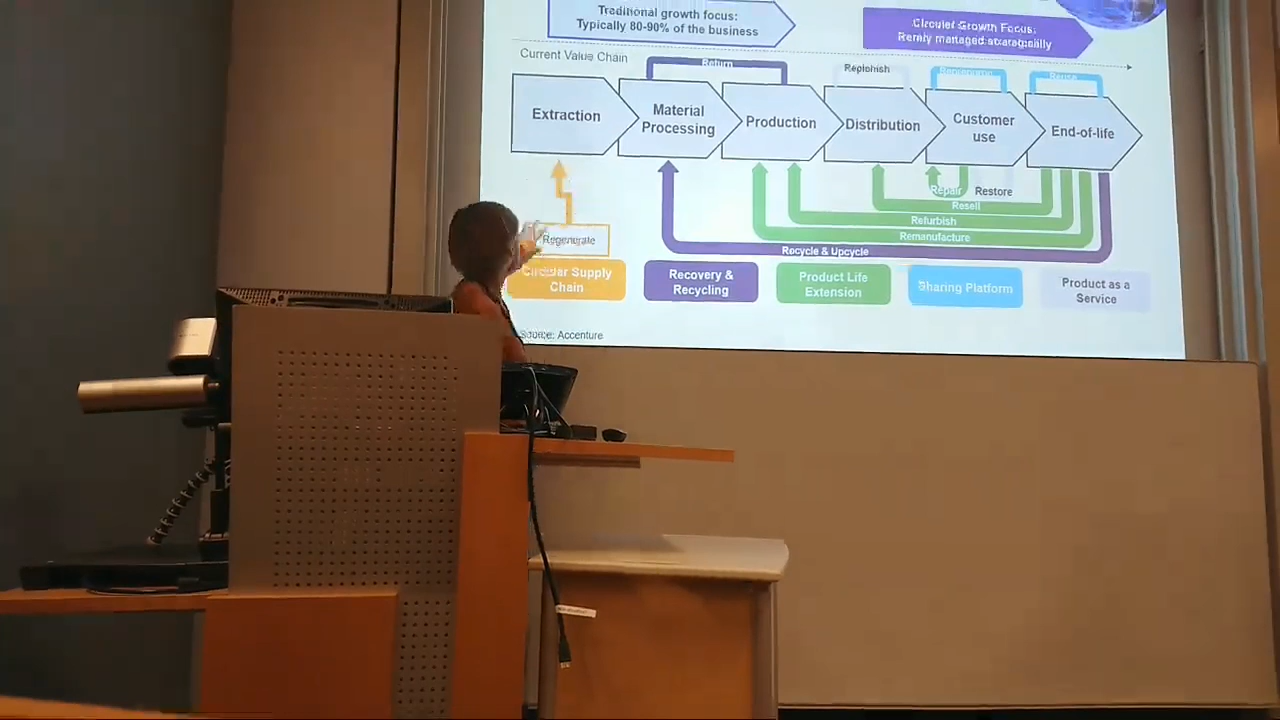 Traditional growth focus:
Typically 80-90% of the business
Circular Growth Focus:
Rarely managed strategically
Current Value Chain
Return
Replenish
Reuse
Extraction
Material
Processing
Production
Distribution
Customer
use
End-of-life
Repair
Restore
Resell
Refurbish
Remanufacture
Recycle & Upcycle
Regenerate
Circular Supply
Chain
Recovery &
Recycling
Product Life
Extension
Sharing Platform
Product as a
Service
Source: Accenture